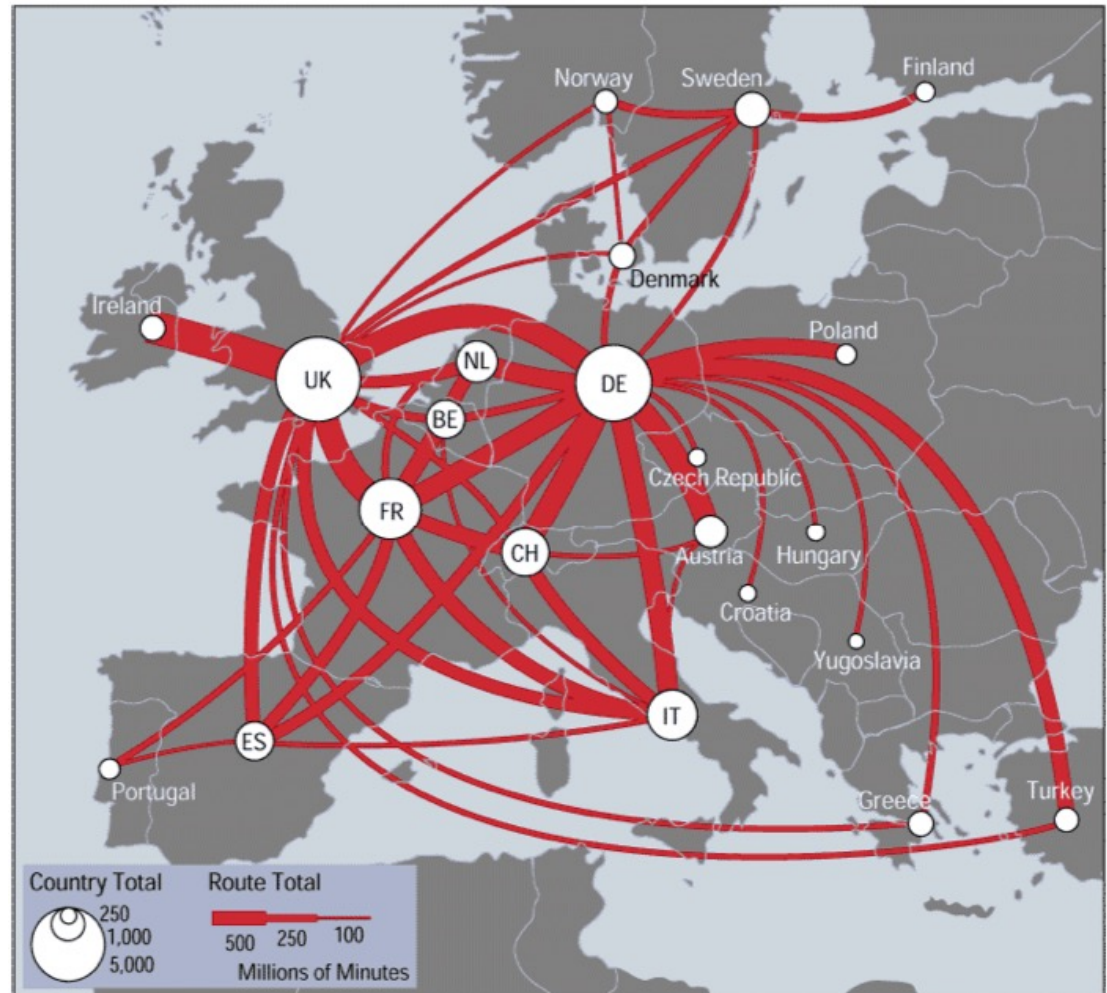 Norway
Sweden
Finland
Denmark
Ireland
Poland
NL
UK
DE
BE
Czech Republic
FR
CH
Austria
Hungary
Croatia
Yugoslavia
IT
ES
Portugal
Greece
Turkey
Country Total
250
1,000
5,000
Route Total
500 250 100
Millions of Minutes